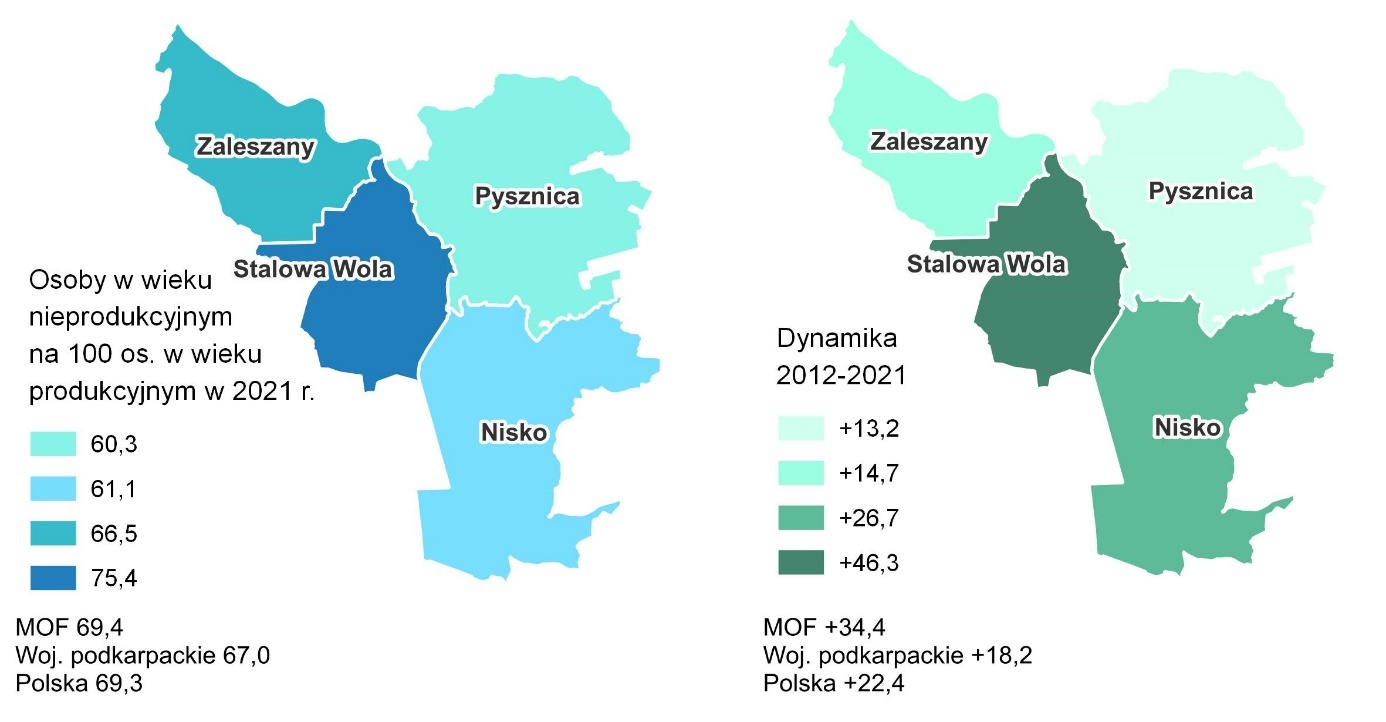 Zaleszany
Pysznica
Stalowa Wola
Nisko
Osoby w wieku
nieprodukcyjnym
na 100 os. w wieku
produkcyjnym w 2021 r.
60,3
61,1
66,5
75,4
MOF 69,4
Woj. podkarpackie 67,0
Polska 69,3
Zaleszany
Pysznica
Stalowa Wola
Nisko
Dynamika
2012-2021
+13,2
+14,7
+26,7
+46,3
MOF +34,4
Woj. podkarpackie +18,2
Polska +22,4